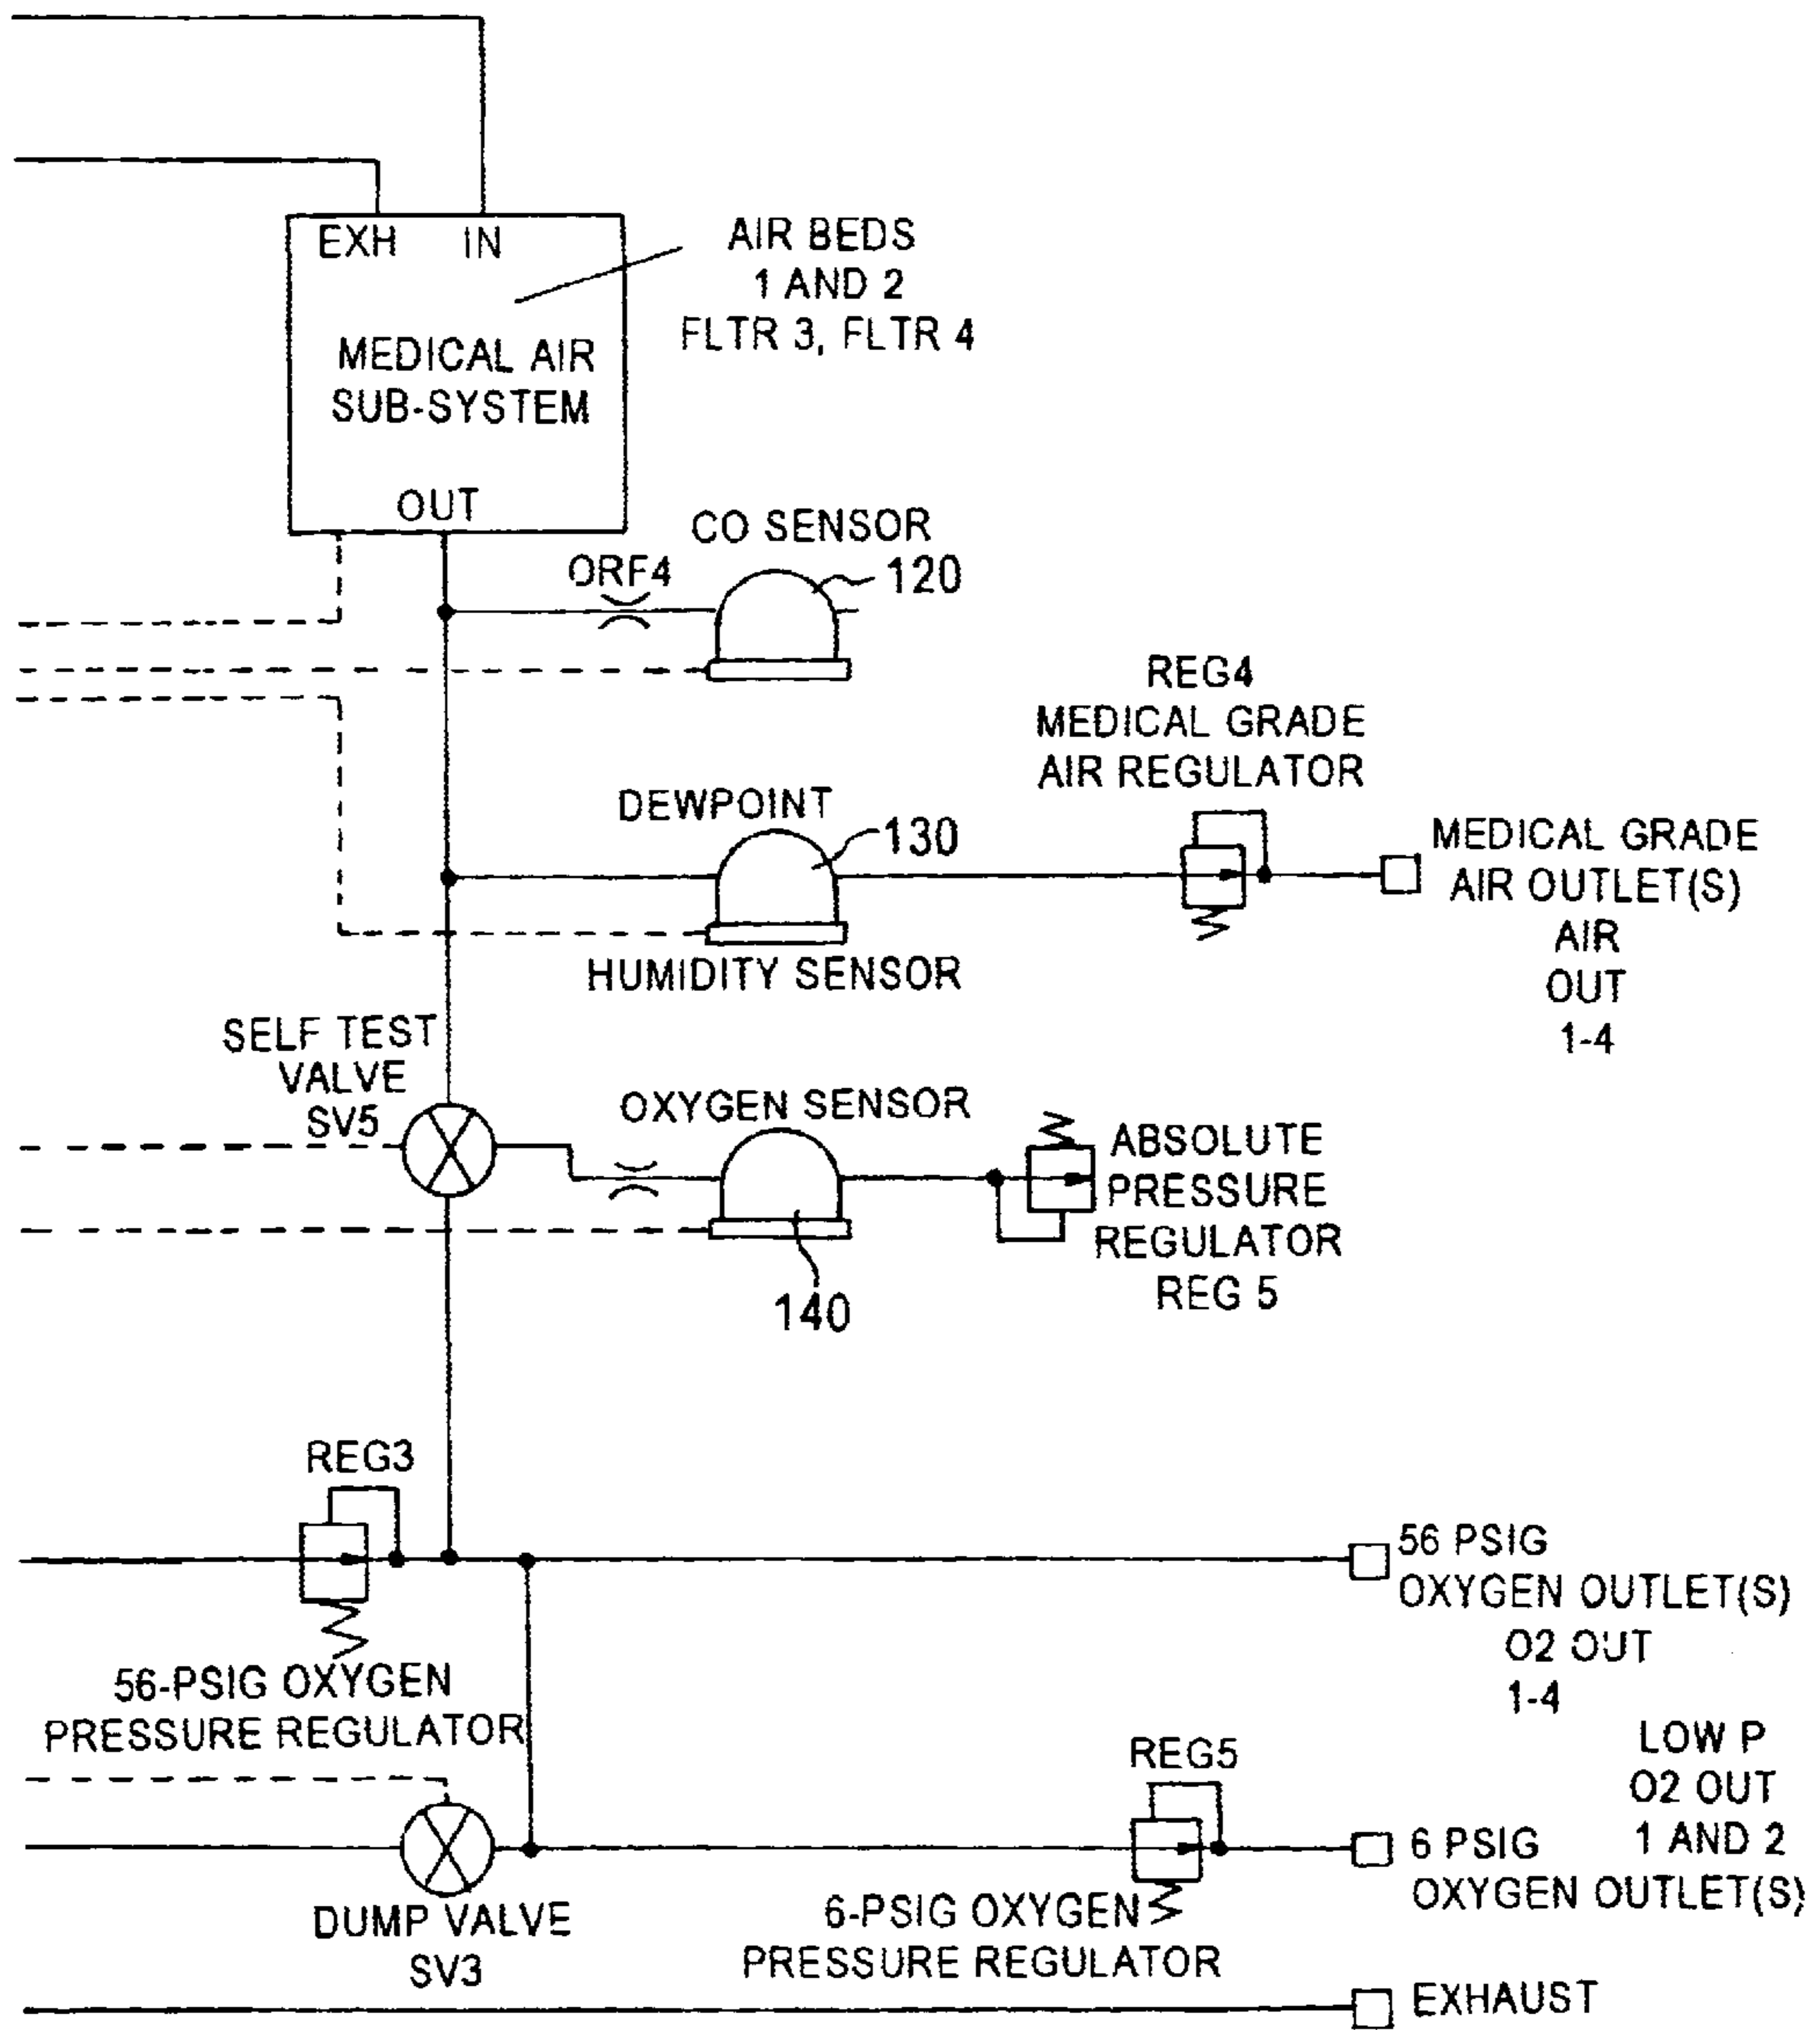 EXH IN
MEDICAL AIR
SUB-SYSTEM
OUT
AIR BEDS
1 AND 2
FLTR 3, FLTR 4
CO SENSOR
120
ORF4
REG4
MEDICAL GRADE
AIR REGULATOR
DEWPOINT
130
HUMIDITY SENSOR
MEDICAL GRADE
AIR OUTLET(S)
AIR
OUT
1-4
SELF TEST
VALVE
SV5
OXYGEN SENSOR
140
ABSOLUTE
PRESSURE
REGULATOR
REG 5
REG3
56-PSIG OXYGEN
PRESSURE REGULATOR
56 PSIG
OXYGEN OUTLET(S)
O2 OUT
1-4
LOW P
O2 OUT
1 AND 2
REG5
6 PSIG
OXYGEN OUTLET(S)
DUMP VALVE
SV3
6-PSIG OXYGEN
PRESSURE REGULATOR
EXHAUST